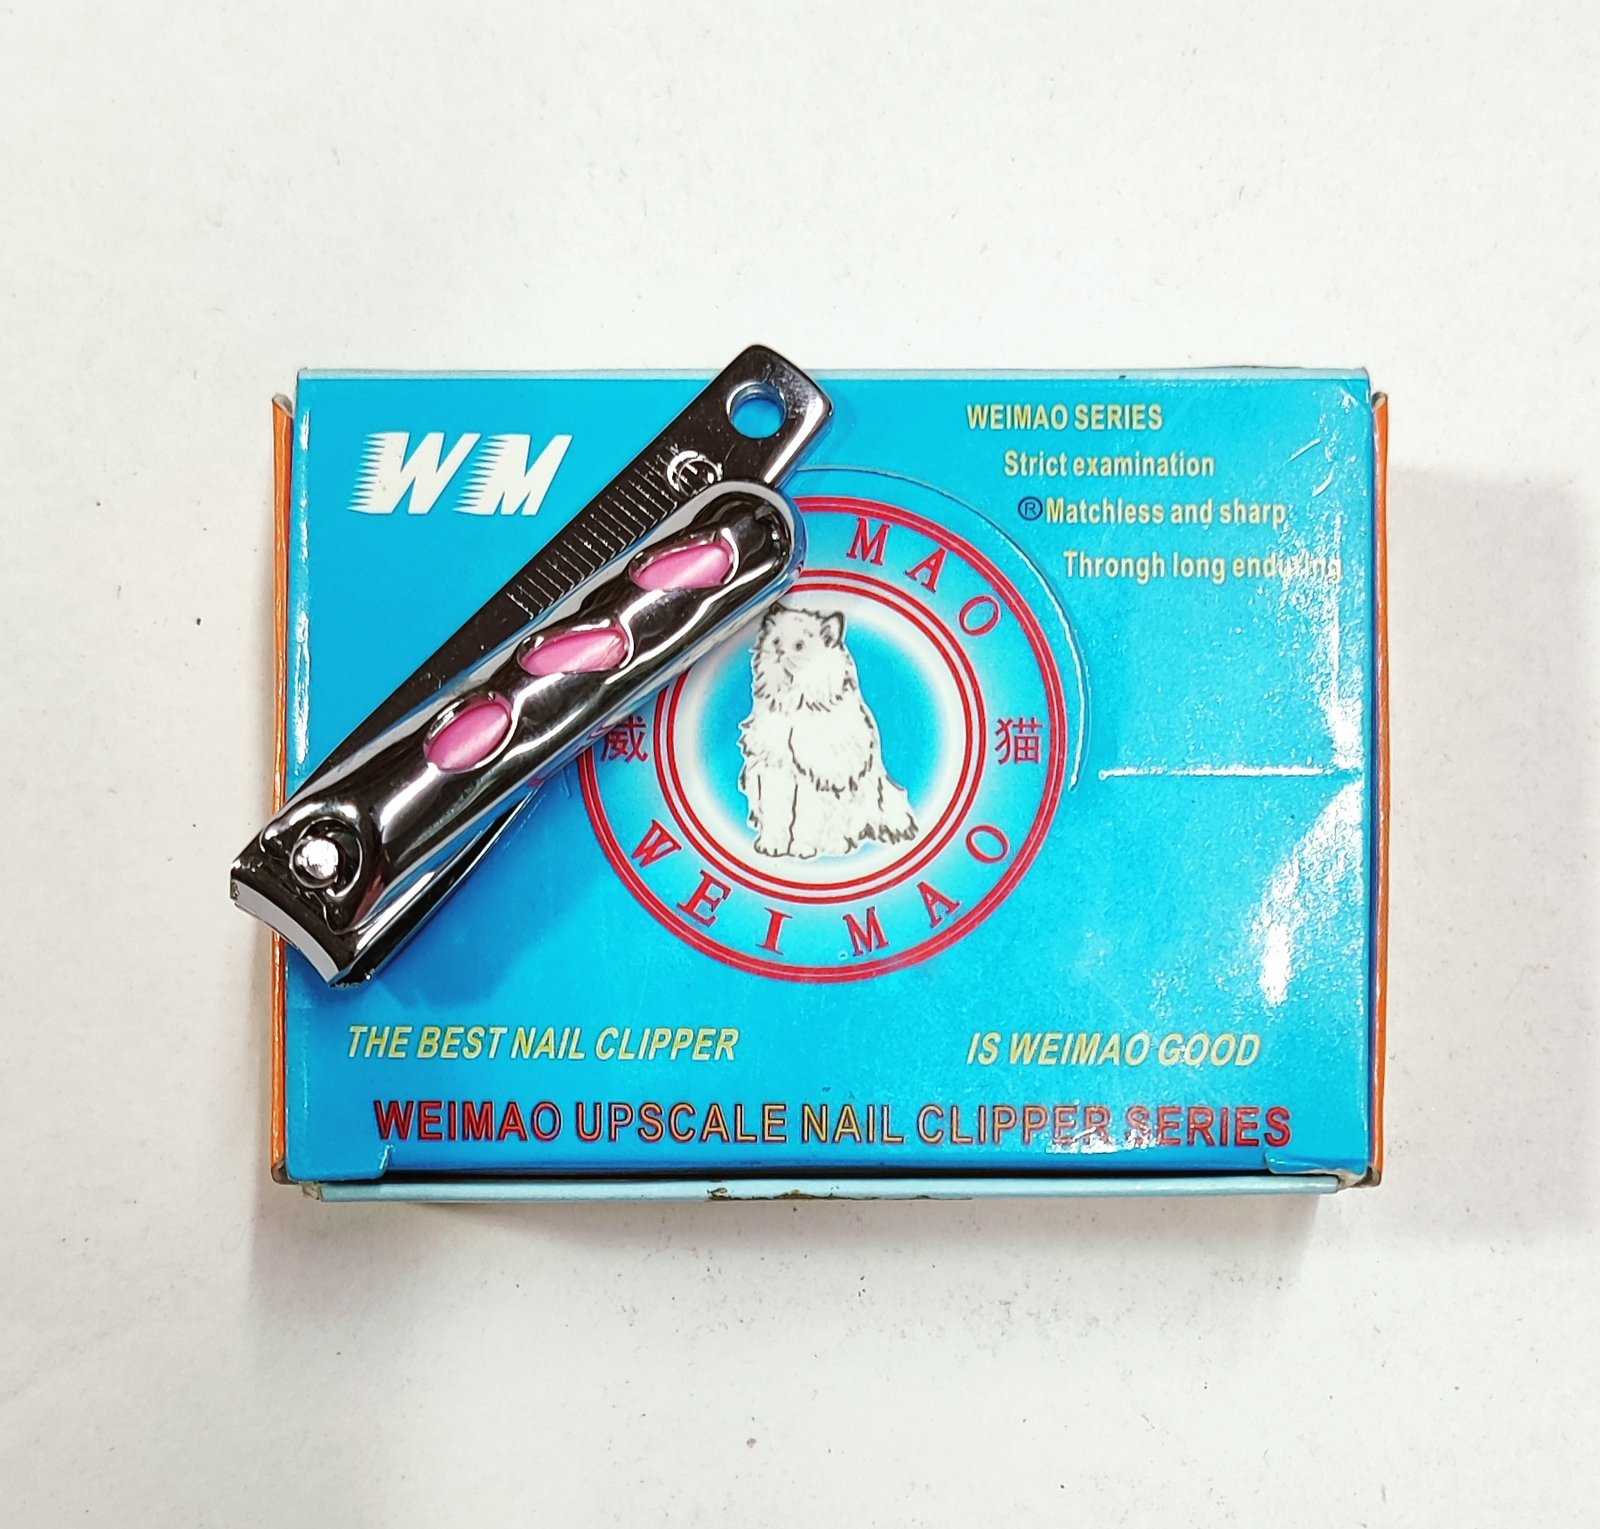 WM
WEIMAO SERIES
Strict examination
®Matchless and sharp
Throngh long enduring
MAO
威 猫
WEIMAO
THE BEST NAIL CLIPPER IS WEIMAO GOOD
WEIMAO UPSCALE NAIL CLIPPER SERIES